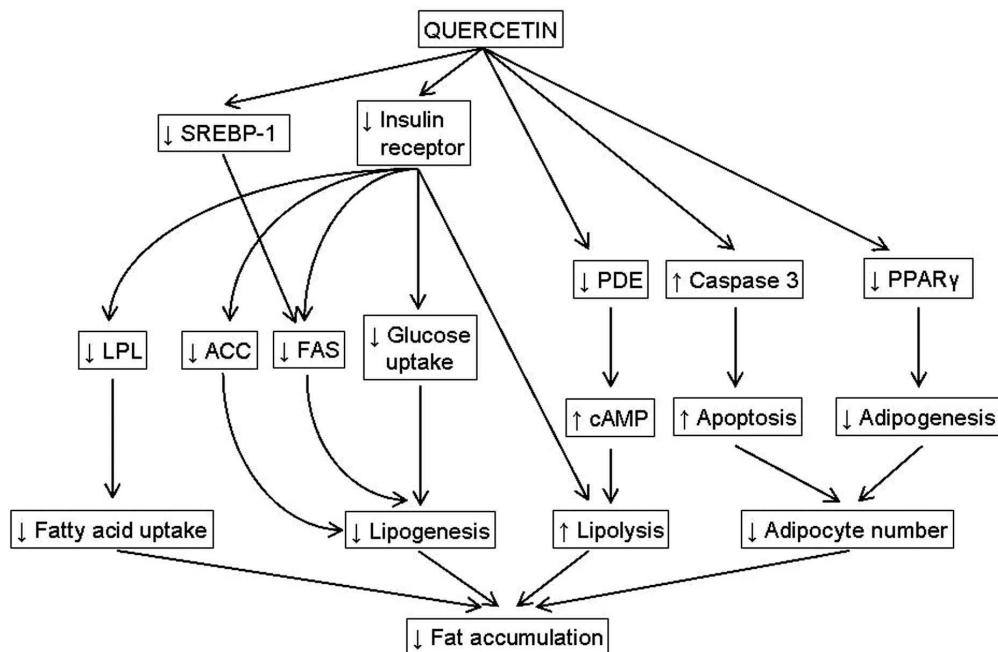 QUERCETIN
↓ SREBP-1
↓ Insulin
receptor
↓ PDE
↑ Caspase 3
↓ PPARγ
↓ LPL
↓ ACC
↓ FAS
↓ Glucose
uptake
↑ cAMP
↑ Apoptosis
↓ Adipogenesis
↓ Fatty acid uptake
↓ Lipogenesis
↑ Lipolysis
↓ Adipocyte number
↓ Fat accumulation